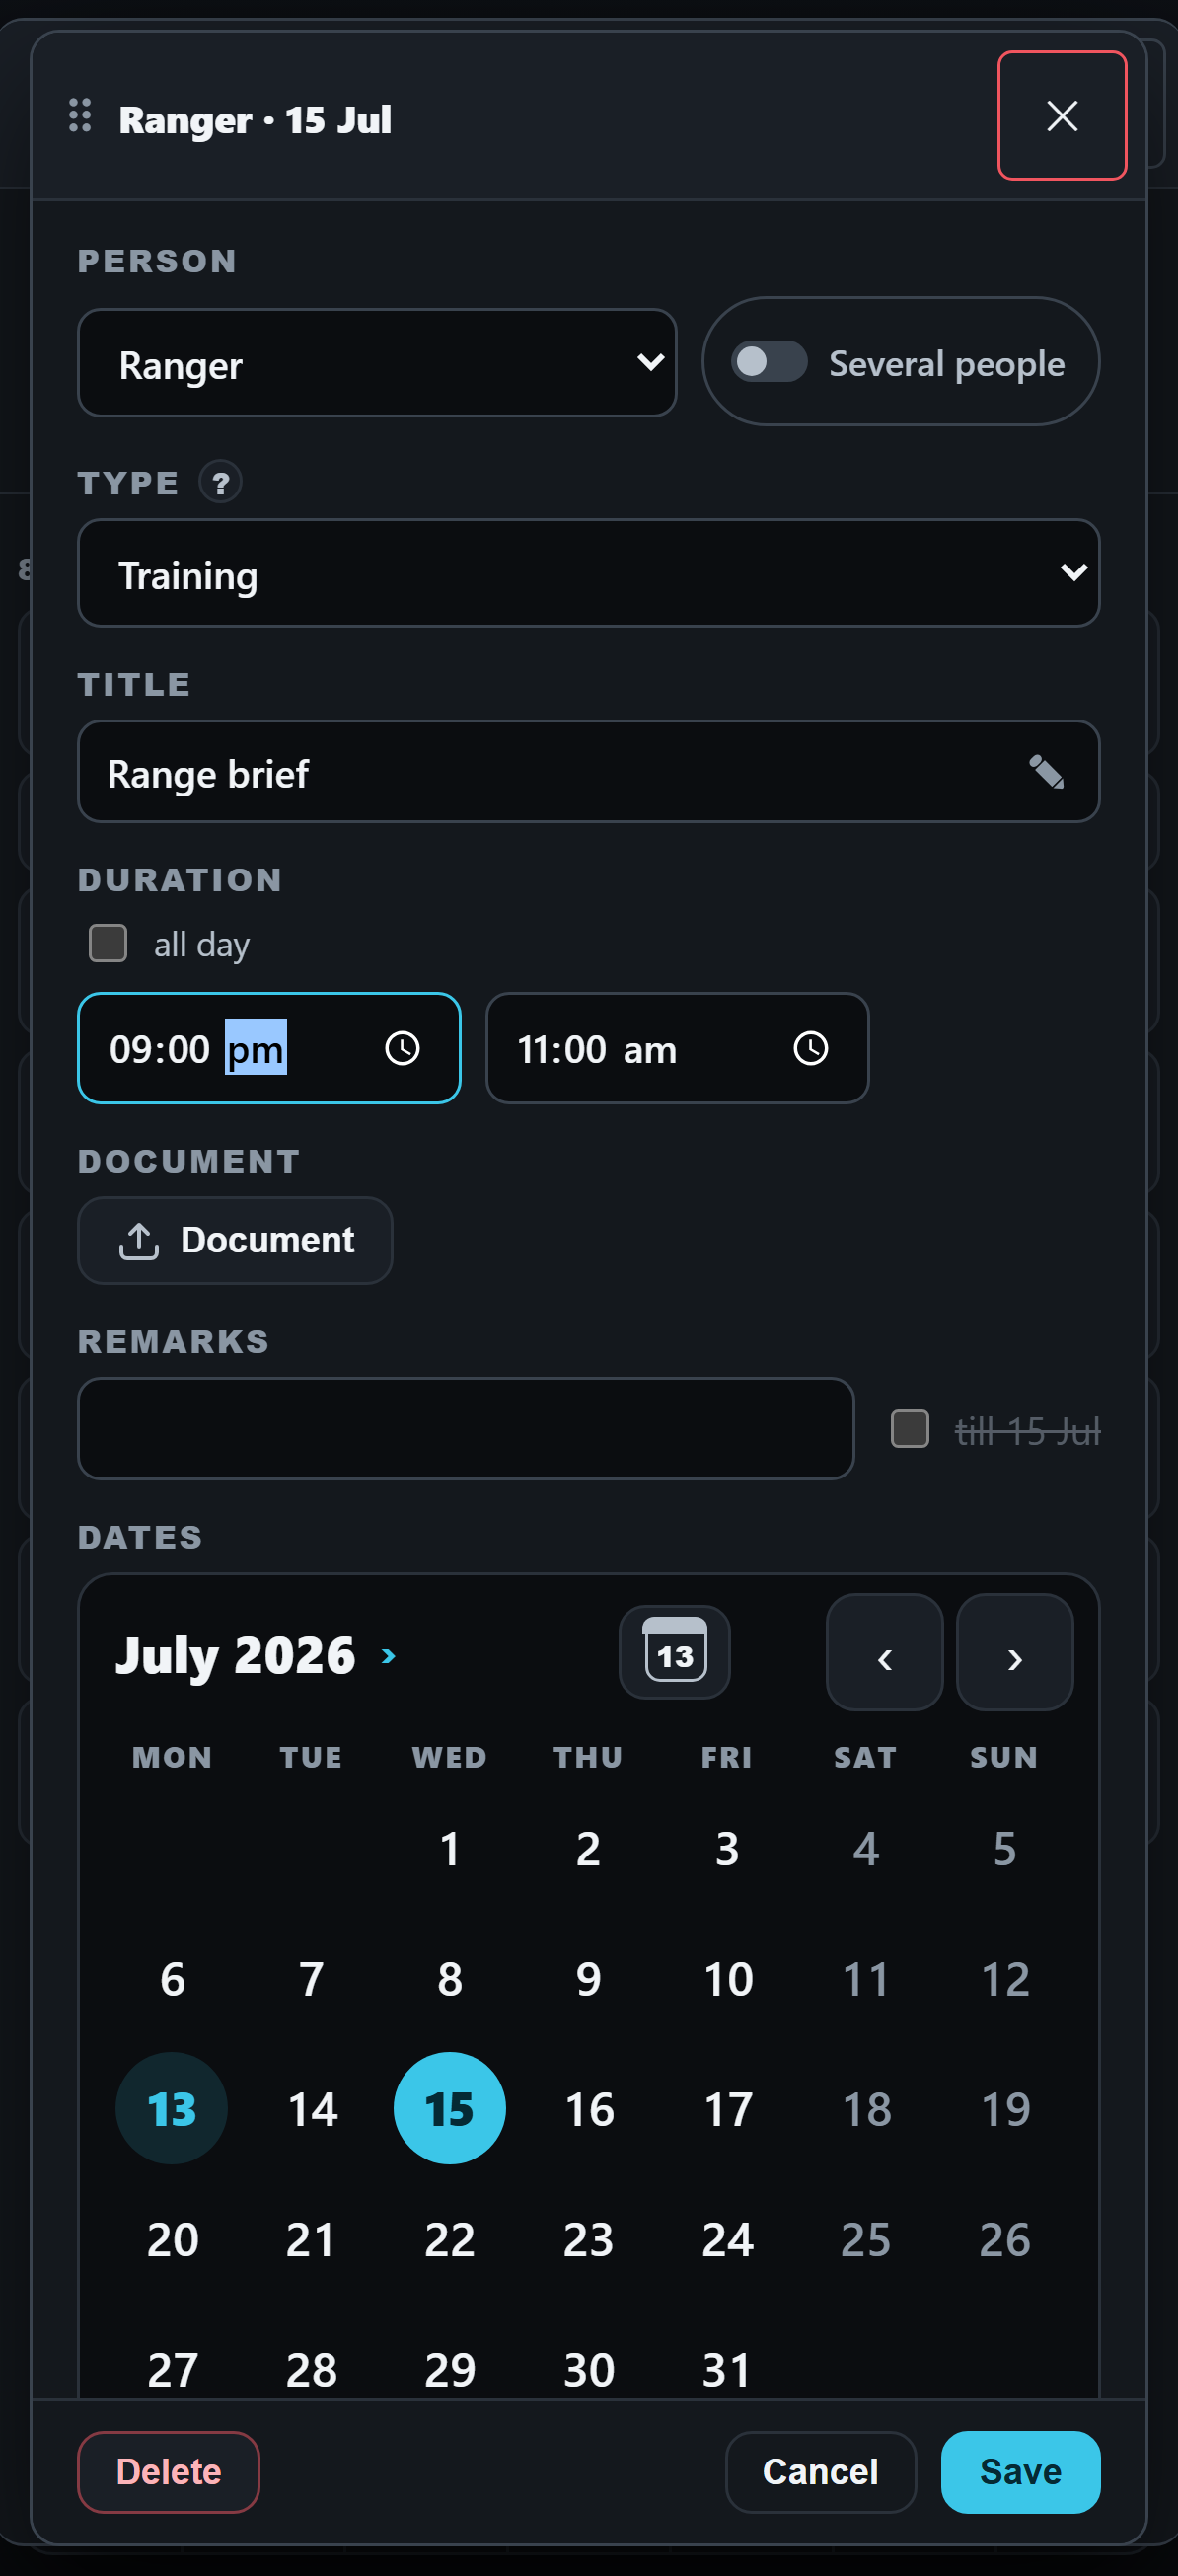 Ranger · 15 Jul
PERSON
Ranger
Several people
TYPE ?
Training
TITLE
Range brief
DURATION
all day
09:00 pm
11:00 am
DOCUMENT
Document
REMARKS
till 15 Jul
DATES
July 2026 ›
13
‹ ›
MON TUE WED THU FRI SAT SUN
1 2 3 4 5
6 7 8 9 10 11 12
13 14 15 16 17 18 19
20 21 22 23 24 25 26
27 28 29 30 31
Delete Cancel Save